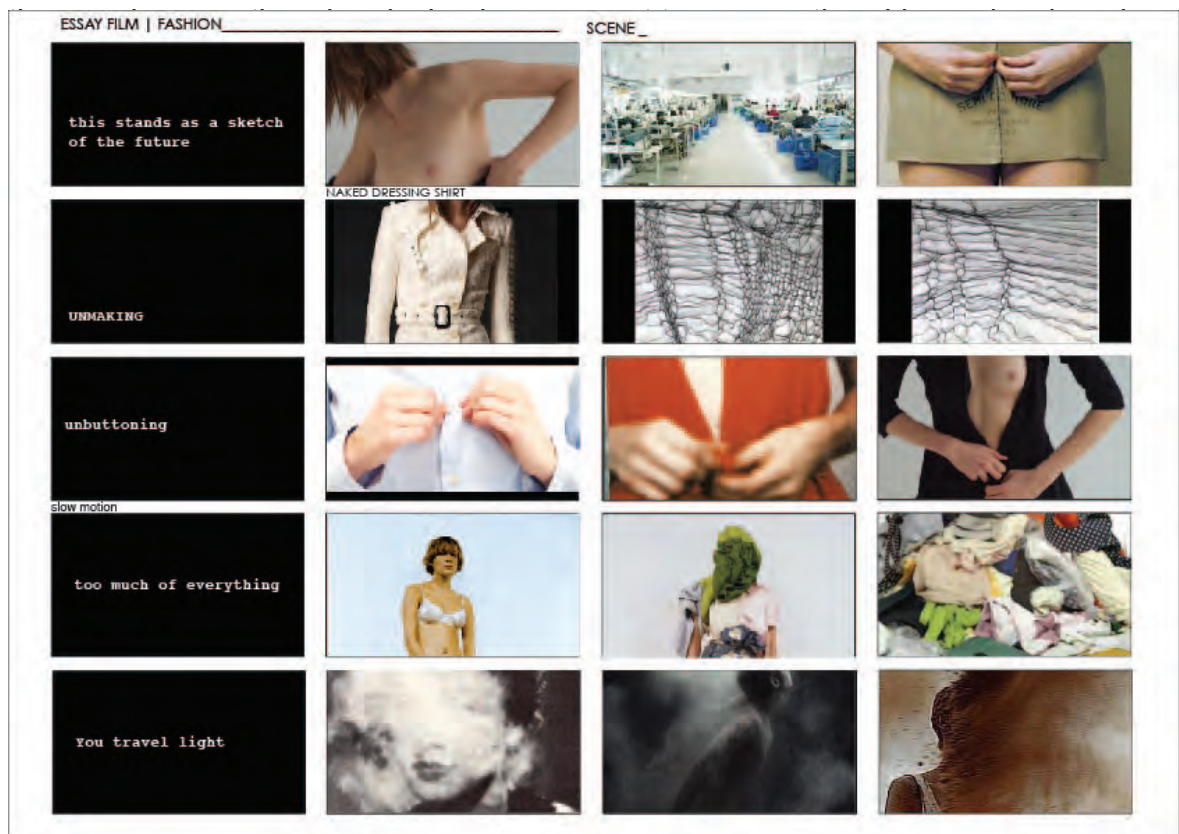 ESSAY FILM | FASHION
SCENE _
this stands as a sketch
of the future
NAKED DRESSING SHIRT
UNMAKING
unbuttoning
slow motion
too much of everything
You travel light